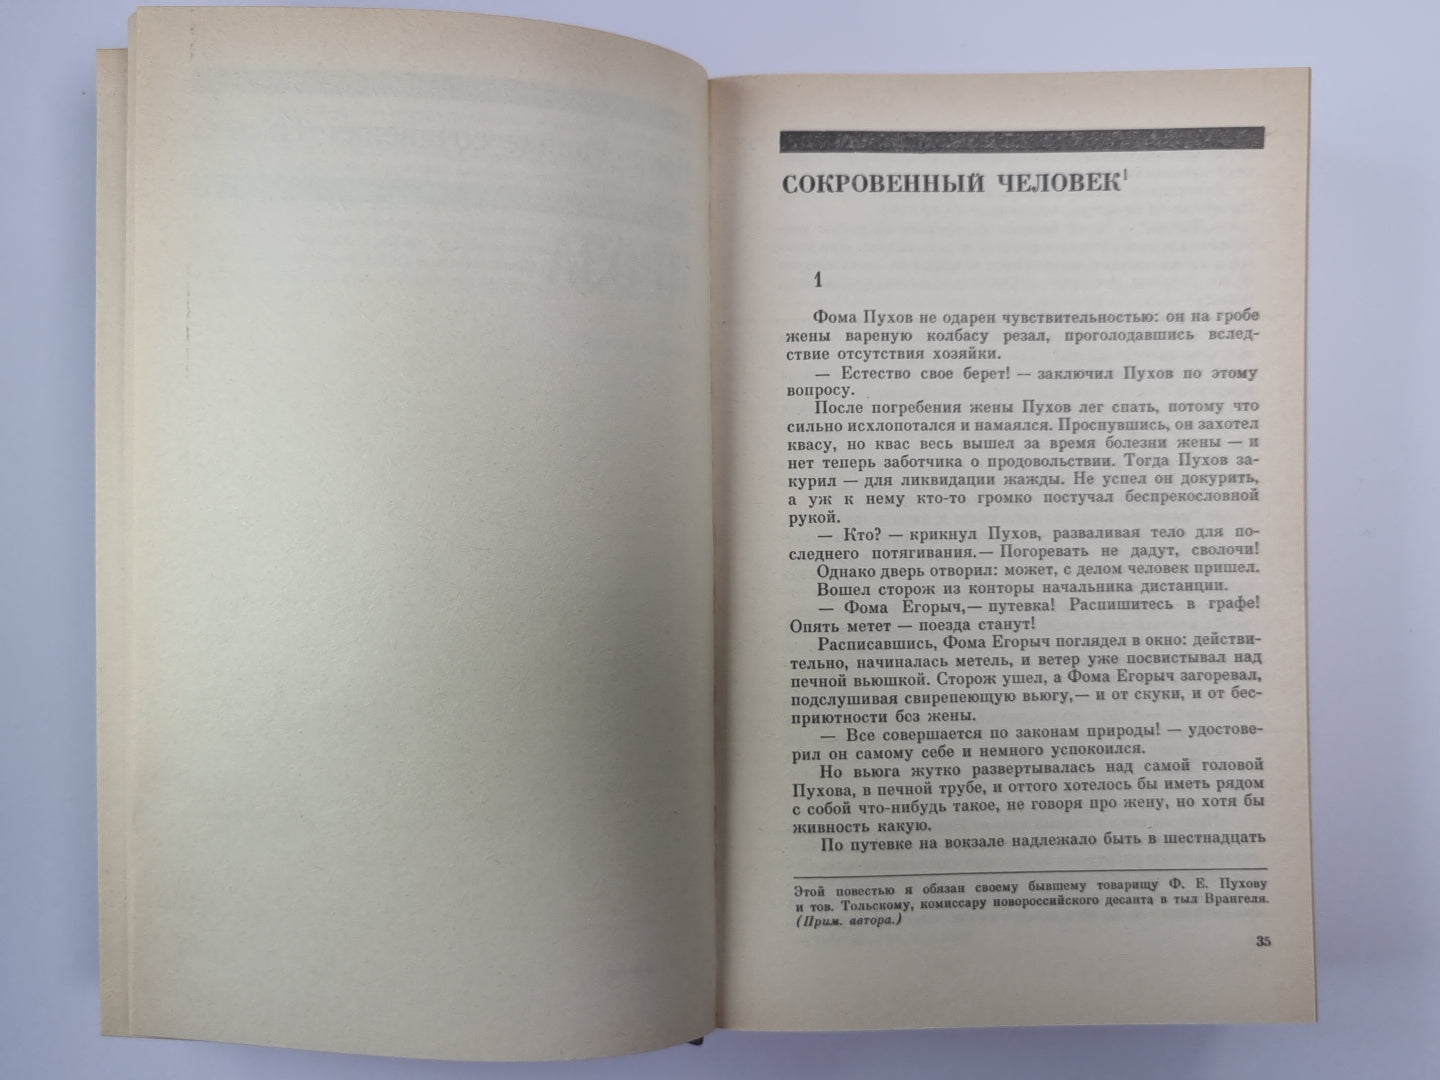 СОКРОВЕННЫЙ ЧЕЛОВЕК¹
1
Фома Пухов не одарен чувствительностью: он на гробе
жены вареную колбасу резал, проголодавшись вслед-
ствие отсутствия хозяйки.
— Естество свое берет! — заключил Пухов по этому
вопросу.
После погребения жены Пухов лег спать, потому что
сильно исхлопотался и намаялся. Проснувшись, он захотел
квасу, но квас весь вышел за время болезни жены — и
нет теперь заботчика о продовольствии. Тогда Пухов за-
курил — для ликвидации жажды. Не успел он докурить,
а уж к нему кто-то громко постучал беспрекословной
рукой.
— Кто? — крикнул Пухов, разваливая тело для по-
следнего потягивания.— Погоревать не дадут, сволочи!
Однако дверь отворил: может, с делом человек пришел.
Вошел сторож из конторы начальника дистанции.
— Фома Егорыч,— путевка! Распишитесь в графе!
Опять метет — поезда станут!
Расписавшись, Фома Егорыч поглядел в окно: действи-
тельно, начиналась метель, и ветер уже посвистывал над
печной вьюшкой. Сторож ушел, а Фома Егорыч загоревал,
подслушивая свирепеющую вьюгу,— и от скуки, и от бес-
приютности без жены.
— Все совершается по законам природы! — удостове-
рил он самому себе и немного успокоился.
Но вьюга жутко развертывалась над самой головой
Пухова, в печной трубе, и оттого хотелось бы иметь рядом
с собой что-нибудь такое, не говоря про жену, но хотя бы
живность какую.
По путевке на вокзале надлежало быть в шестнадцать
Этой повестью я обязан своему бывшему товарищу Ф. Е. Пухову
и тов. Тольскому, комиссару новороссийского десанта в тыл Врангеля.
(Прим. автора.)
35